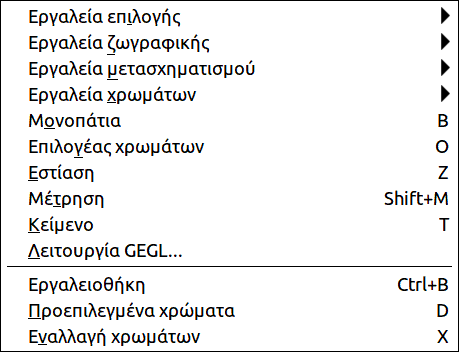 Εργαλεία επιλογής
Εργαλεία ζωγραφικής
Εργαλεία μετασχηματισμού
Εργαλεία χρωμάτων
Μονοπάτια B
Επιλογέας χρωμάτων O
Εστίαση Z
Μέτρηση Shift+M
Κείμενο T
Λειτουργία GEGL...
Εργαλειοθήκη Ctrl+B
Προεπιλεγμένα χρώματα D
Εναλλαγή χρωμάτων X